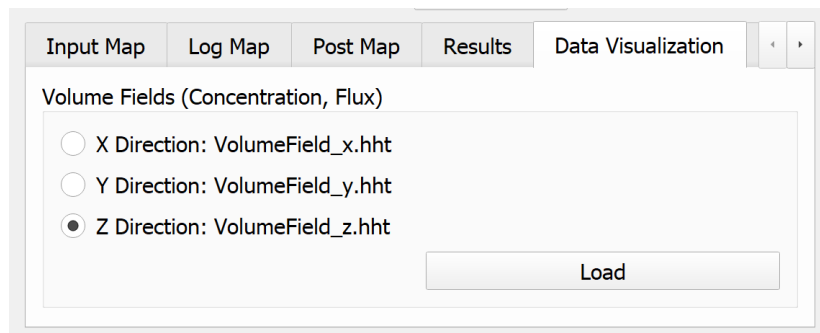 Input Map Log Map Post Map Results Data Visualization
Volume Fields (Concentration, Flux)
X Direction: VolumeField_x.hht
Y Direction: VolumeField_y.hht
Z Direction: VolumeField_z.hht
Load